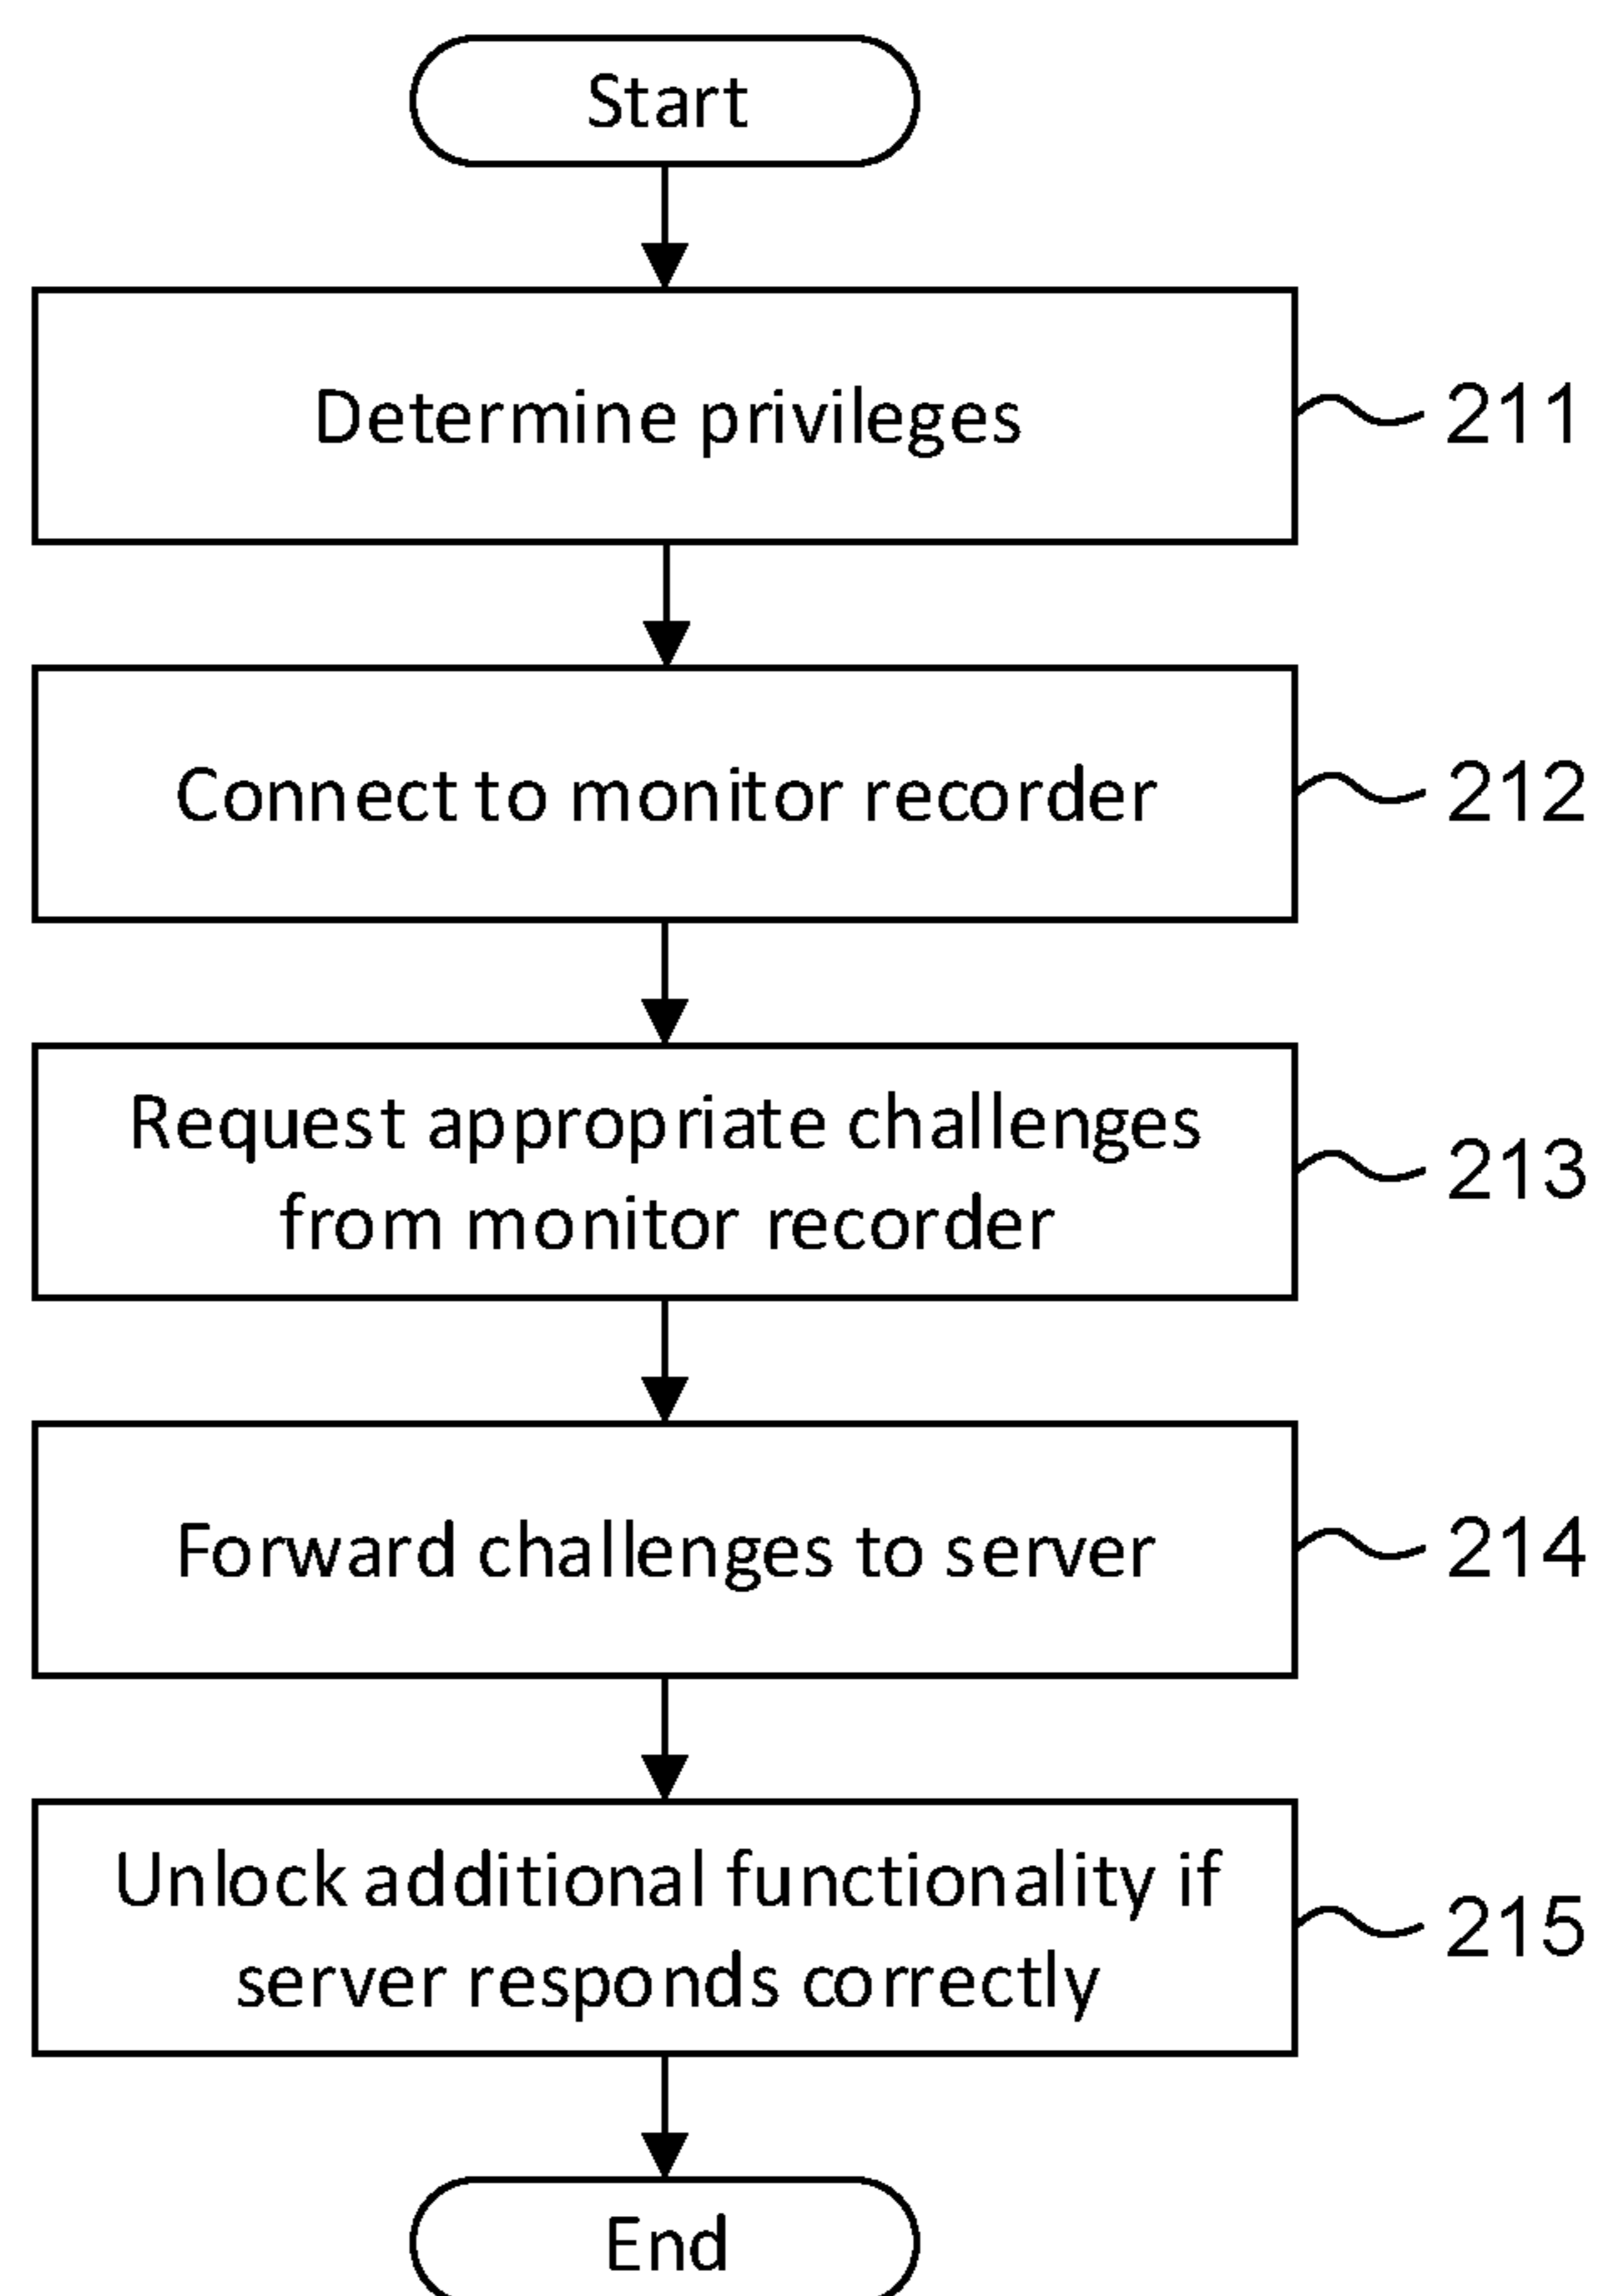 Start
Determine privileges
211
Connect to monitor recorder
212
Request appropriate challenges
from monitor recorder
213
Forward challenges to server
214
Unlock additional functionality if
server responds correctly
215
End